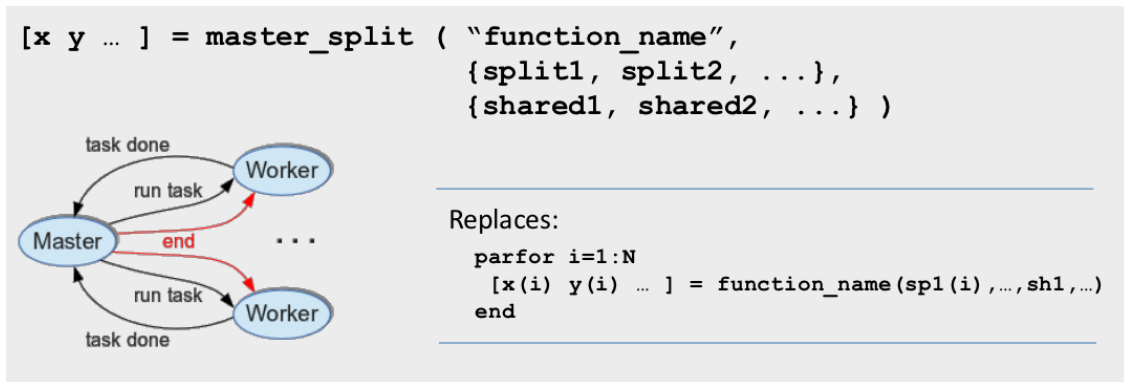 [x y … ] = master_split ( “function_name”,
{split1, split2, ...},
{shared1, shared2, ...} )
task done
Worker
run task
Master
end
...
run task
Worker
task done
Replaces:
parfor i=1:N
[x(i) y(i) … ] = function_name(sp1(i),…,sh1,…)
end